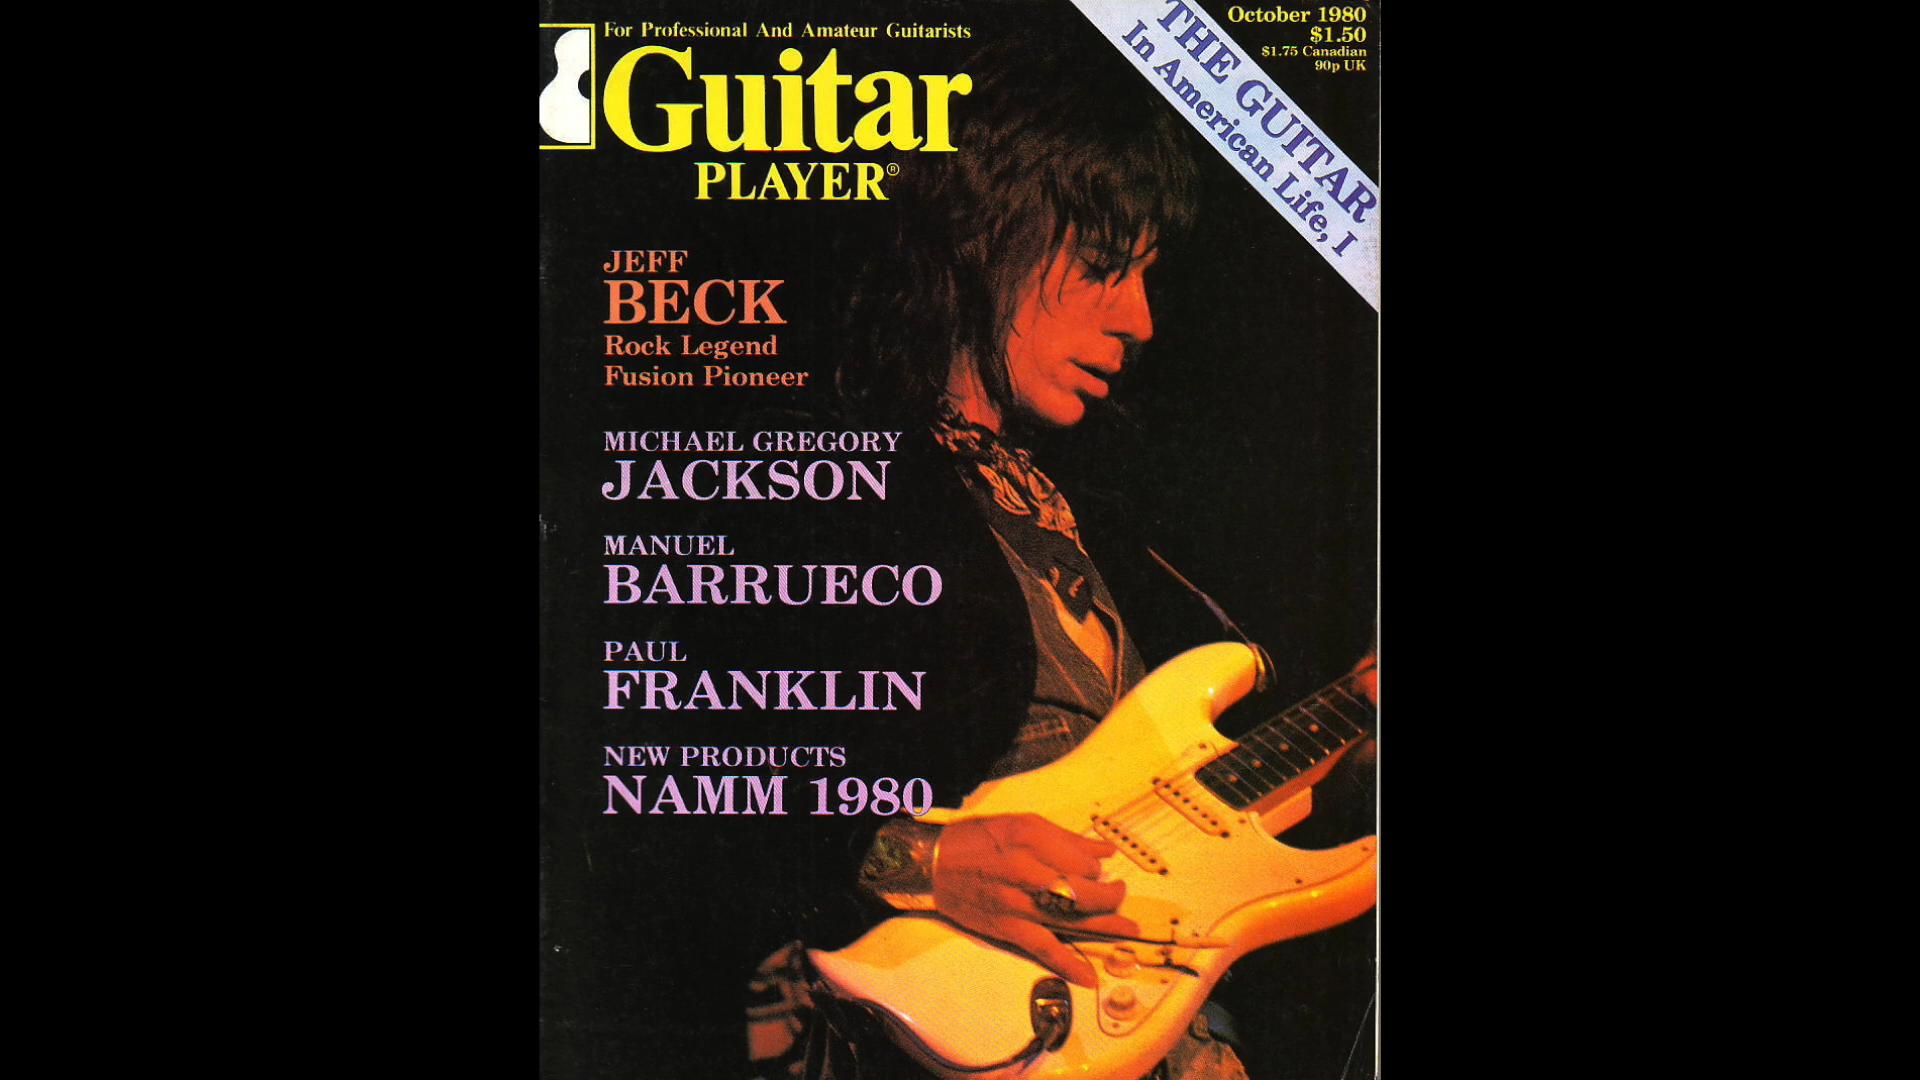 For Professional And Amateur Guitarists
Guitar
PLAYER®
October 1980
$1.50
$1.75 Canadian
90p UK
THE GUITAR
In American Life, I
JEFF
BECK
Rock Legend
Fusion Pioneer
MICHAEL GREGORY
JACKSON
MANUEL
BARRUECO
PAUL
FRANKLIN
NEW PRODUCTS
NAMM 1980